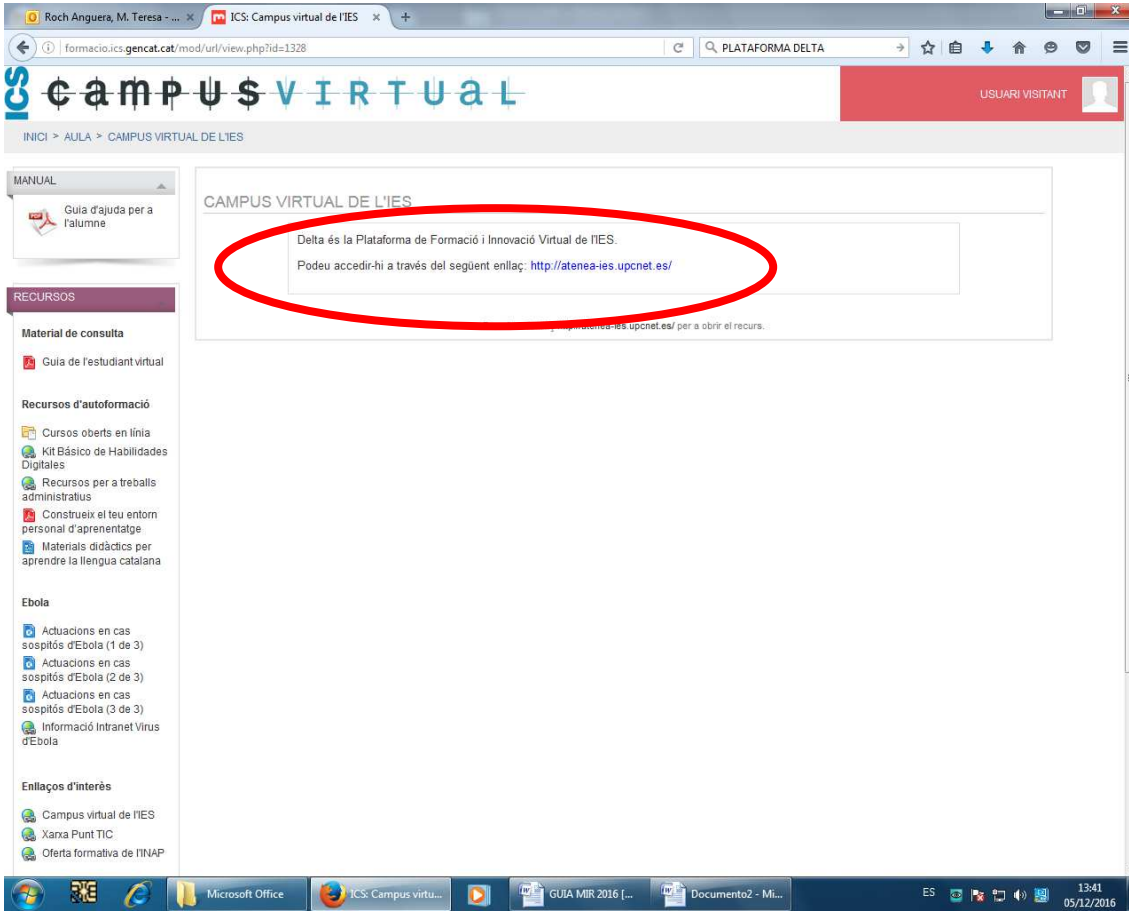 Roch Anguera, M. Teresa - ...
ICS: Campus virtual de l'IES
formacio.ics.gencat.cat/mod/url/view.php?id=1328
PLATAFORMA DELTA
ICS campus VIRTUAL
USUARI VISITANT
INICI > AULA > CAMPUS VIRTUAL DE L'IES
MANUAL
Guia d'ajuda per a
l'alumne
CAMPUS VIRTUAL DE L'IES
Delta és la Plataforma de Formació i Innovació Virtual de l'IES.
Podeu accedir-hi a través del següent enllaç: http://atenea-ies.upcnet.es/
atenea-ies.upcnet.es/ per a obrir el recurs.
RECURSOS
Material de consulta
Guia de l'estudiant virtual
Recursos d'autoformació
Cursos oberts en línia
Kit Básico de Habilidades
Digitales
Recursos per a treballs
administratius
Construeix el teu entorn
personal d'aprenentatge
Materials didàctics per
aprendre la llengua catalana
Ebola
Actuacions en cas
sospitós d'Ebola (1 de 3)
Actuacions en cas
sospitós d'Ebola (2 de 3)
Actuacions en cas
sospitós d'Ebola (3 de 3)
Informació Intranet Virus
d'Ebola
Enllaços d'interès
Campus virtual de l'IES
Xarxa Punt TIC
Oferta formativa de l'INAP
Microsoft Office
ICS: Campus virtu...
GUIA MIR 2016 [...
Documento2 - Mi...
ES
13:41
05/12/2016